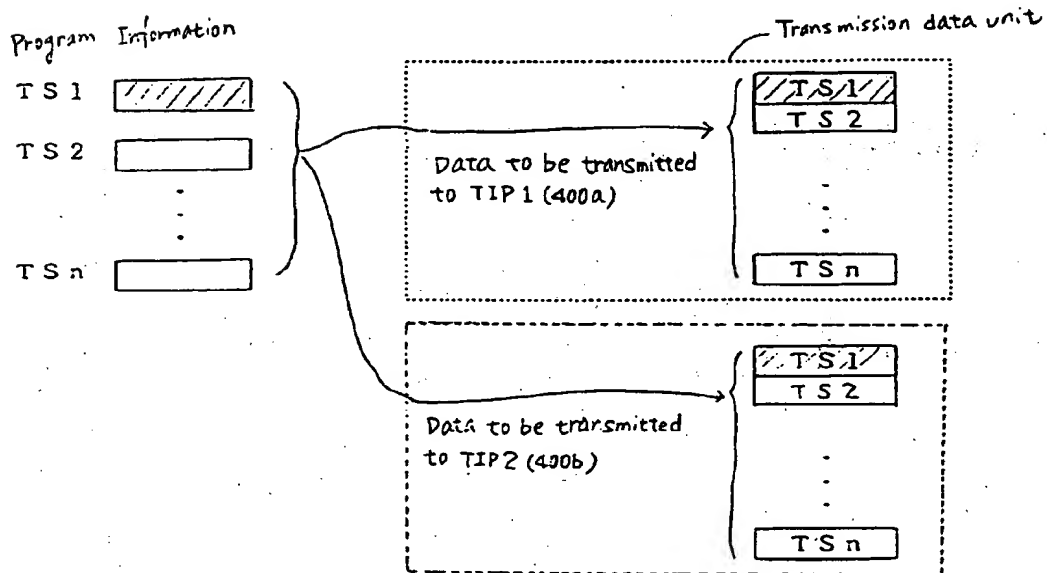 Program Information
TS1
TS2
TSn
Transmission data unit
TS1
TS2
Data to be transmitted
to TIP1 (400a)
TSn
TS1
TS2
Data to be transmitted
to TIP2 (400b)
TSn